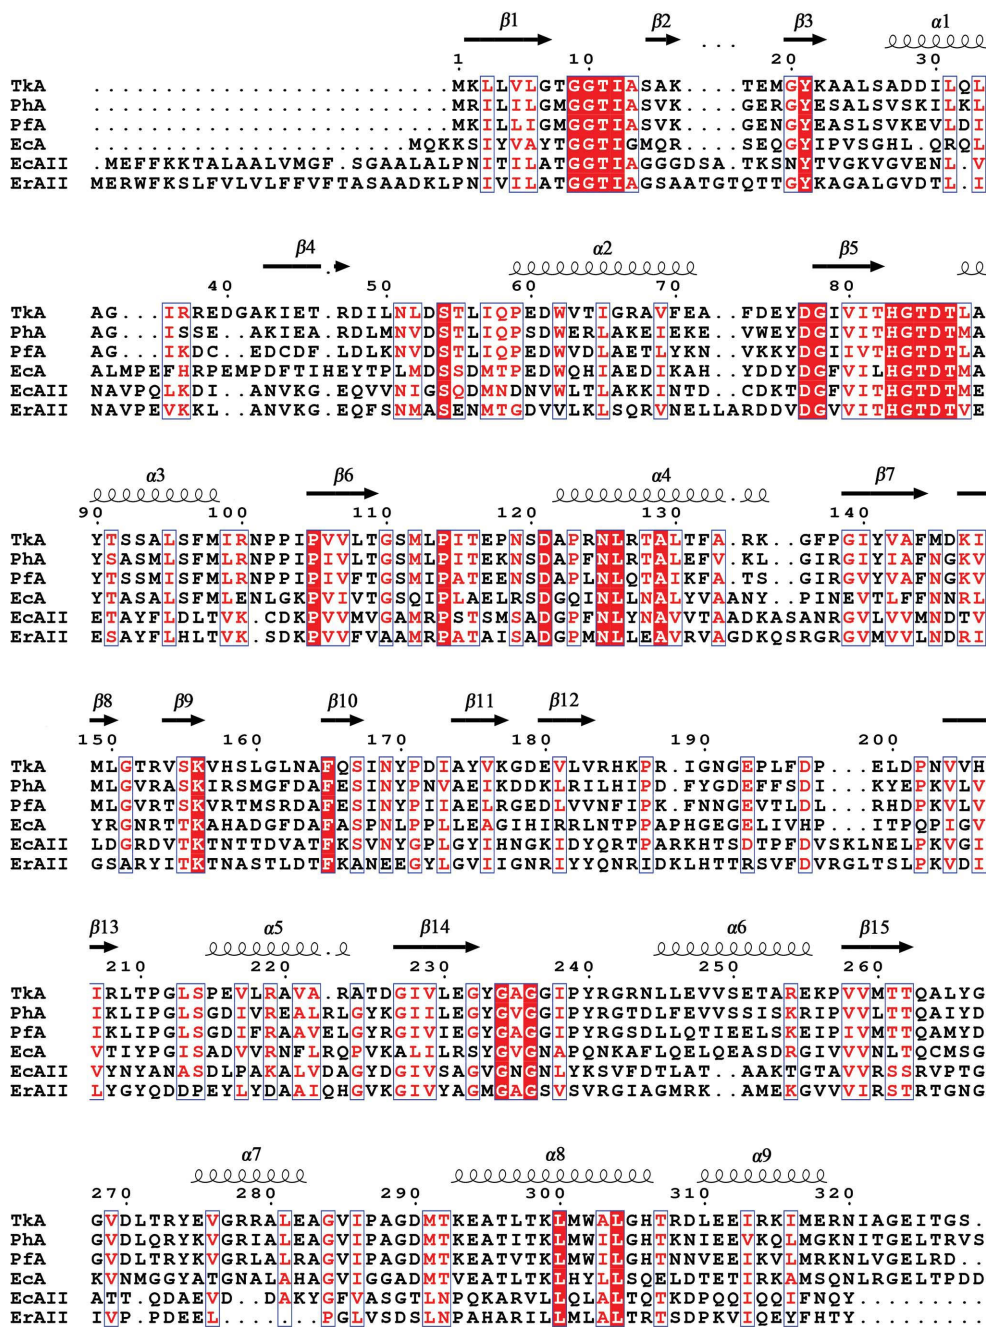 β1 β2 β3 α1
1 10 20 30
TkA ............................................MKLLVLGTGGTIASAK....TEMGYKAALSADDILQL
PhA ............................................MRILILGMGGTIASVK....GERGYESALSVSKILKL
PfA ............................................MKILLIGMGGTIASVK....GENGYEASLSVKEVLDI
EcA ......................MQKKSIYVAYTGGTIGMQR....SEQGYIPVSGHL.QRQL
EcAII .MEFFKKTALAALVMGF.SGAALALPNITILATGGTIAGGGDSA.TKSNYTVGKVGVENL.V
ErAII MERWFKSLFVLVLFFVFTASAADKLPNIVILATGGTIAGSAATGTQTTGYKAGALGVDTL.I
β4 α2 β5
40 50 60 70 80
TkA AG...IRREDGAKIET.RDILNLDSTLIQPEDWVTIGRAVFEA..FDEYDGIVITHGTDTLA
PhA AG...ISSE.AKIEA.RDLMNVDSTLIQPSDWERLAKEIEKE..VWEYDGIVITHGTDTMA
PfA AG...IKDC..EDCDF.LDLKNVDSTLIQPEDWVDLAETLYKN..VKKYDGIIVTHGTDTLA
EcA ALMPEFHRPEMPDFTIHEYTPLMDSSDMTPEDWQHIAEDIKAH..YDDYDGFVILHGTDTMA
EcAII NAVPQLKDI..ANVKG.EQVVNIGSQDMNDNVWLTLAKKINTD..CDKTDGFVITHGTDTME
ErAII NAVPEVKKL..ANVKG.EQFSNMASENMTGDVVLKLSQRVNELLARDDVDGVVITHGTDTVE
α3 β6 α4 β7
90 100 110 120 130 140
TkA YTSSALSFMIRNPPIPVVLTGSMLPITEPNSDAPRNLRTALTFA.RK..GFPGIYVAFMDKI
PhA YSASMLSFMLRNPPIPIVLTGSMLPITEKNSDAPFNLRTALEFV.KL..GIRGIYIAFNGKV
PfA YTSSMISFMLRNPPIPIVFTGSMIPATEENSDAPLNLQTAIKFA.TS..GIRGVYVAFNGKV
EcA YTASALSFMLENLGKPVIVTGSQIPLAELRSDGQINLLNALYVAANY..PINEVTLFFNNRL
EcAII ETAYFLDLTVK.CDKPVVMVGAMRPSTSMSADGPFNLYNAVVTAADKASANRGVLVVMNDTV
ErAII ESAYFLHLTVK.SDKPVVFVAAMRPATAISADGPMNLLEAVRVAGDKQSRGRGVMVVLNDRI
β8 β9 β10 β11 β12
150 160 170 180 190 200
TkA MLGTRVSKVHSLGLNAFQSINYPDIAYVKGDEVLVRHKPR.IGNGEPLFDP...ELDPNVVH
PhA MLGVRASKIRSMGFDAFESINYPNVAEIKDDKLRILHIPD.FYGDEFFSDI...KYEPKVLV
PfA MLGVRTSKVRTMSRDAFESINYPIIAELRGEDLVVNFIPK.FNNGEVTLDL...RHDPKVLV
EcA YRGNRTTKAHADGFDAFASPNLPPLLEAGIHIRRLNTPPAPHGEGELIVHP...ITPQPIGV
EcAII LDGRDVTKTNTTDVATFKSVNYGPLGYIHNGKIDYQRTPARKHTSDTPFDVSKLNELPKVGI
ErAII GSARYITKTNASTLDTFKANEEGYLGVIIGNRIYYQNRIDKLHTTRSVFDVRGLTSLPKVDI
β13 α5 β14 α6 β15
210 220 230 240 250 260
TkA IRLTPGLSPEVLRAVA.RATDGIVLEGYGAGGIPYRGRNLLEVVSETAREKPVVMTTQALYG
PhA IKLIPGLSGDIVREALRLGYKGIILEGYGVGGIPYRGTDLFEVVSSISKRIPVVLTTQAIYD
PfA IKLIPGLSGDIFRAAVELGYKGIVIEGYGAGGIPYRGSDLLQTIEELSKEIPIVMTTQAMYD
EcA VTIYPGISADVVRNFLRQPVKALILRSYGVGNAPQNKAFLQELQEASDRGIVVVNLTQCMSG
EcAII VYNYANASDLPAKALVDAGYDGIVSAGVGNGNLYKSVFDTLAT..AAKTGTAVVRSSRVPTG
ErAII LYGYQDDPEYLYDAAIQHGVKGIVYAGMGAGSVSVRGIAGMRK..AMEKGVVVIRSTRTGNG
α7 α8 α9
270 280 290 300 310 320
TkA GVDLTRYEVGRRALEAGVIPAGDMTKEATLTKLMWALGHTRDLEEIRKIMERNIAGEITGS.
PhA GVDLQRYKVGRIALEAGVIPAGDMTKEATITKLMWILGHTKNIEEVKQLMGKNITGELTRVS
PfA GVDLTRYKVGRLALRAGVIPAGDMTKEATVTKLMWILGHTNNVEEIKVLMRKNLVGELRD..
EcA KVNMGGYATGNALAHAGVIGGADMTVEATLTKLHYLLSQELDTETIRKAMSQNLRGELTPDD
EcAII ATT.QDAEVD..DAKYGFVASGTLNPQKARVLLQLALTQTKDPQQIQQIFNQY.........
ErAII IVP.PDEEL......PGLVSDSLNPAHARILLMLALTRTSDPKVIQEYFHTY..........